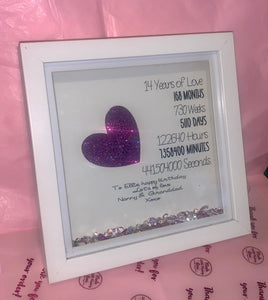 14 Years of Love
168 MONTHS
730 Weeks
5110 DAYS
122640 Hours
7358400 MINUTES
441504000 Seconds
To Ellie happy birthday
Lots of love
Nanny & Granddad
Xxxx